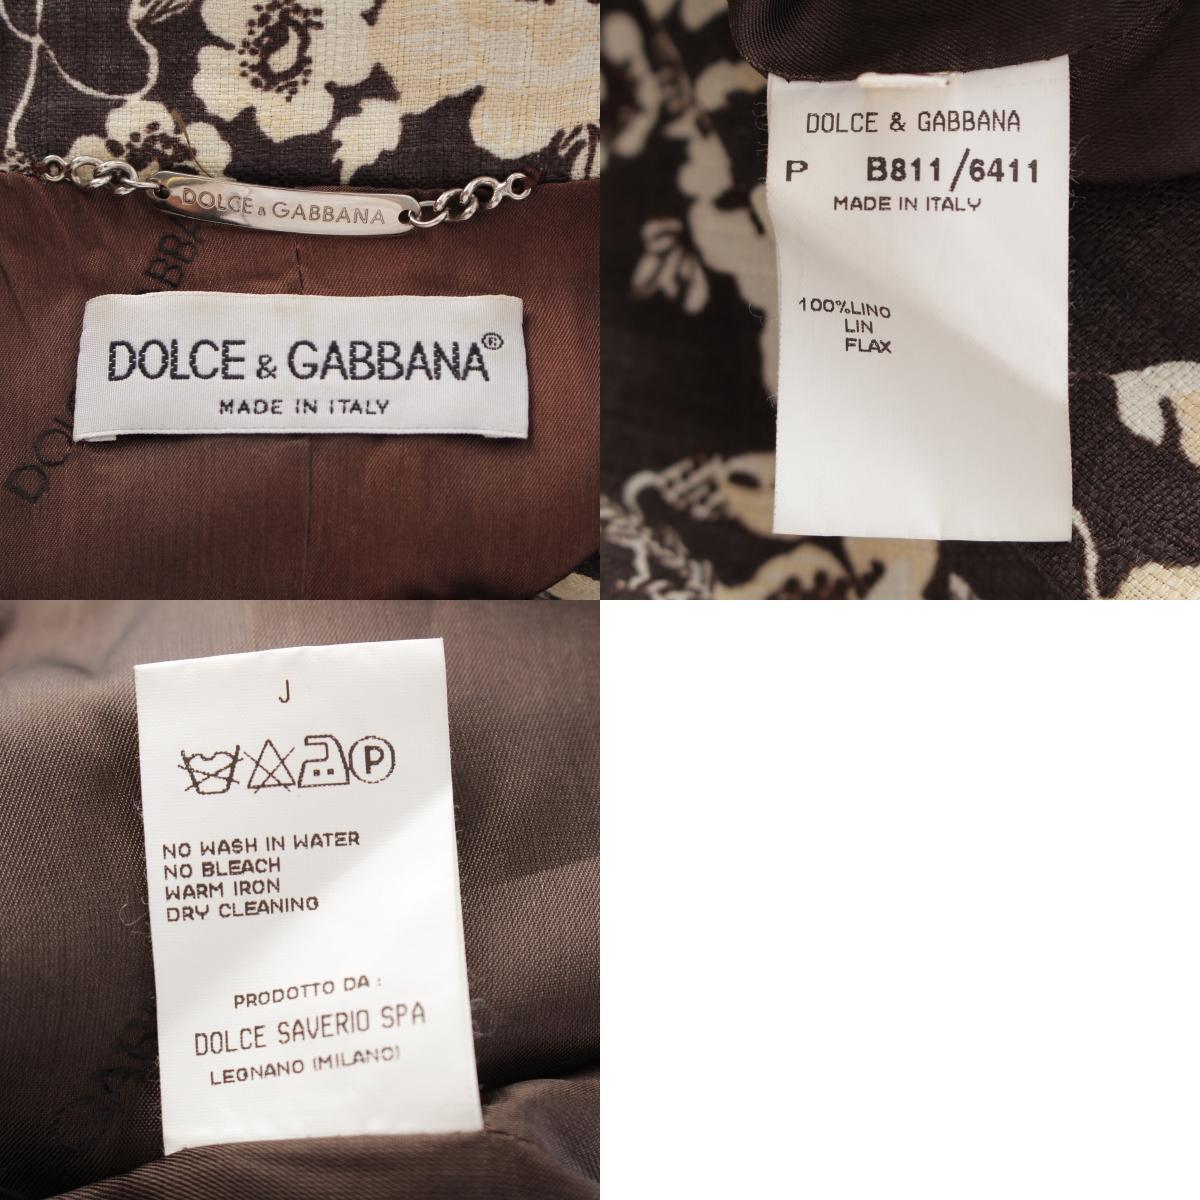 DOLCE & GABBANA
DOLCE & GABBANA®
MADE IN ITALY
DOLCE & GABBANA
P B811/6411
MADE IN ITALY
100%LINO
LIN
FLAX
J
P
NO WASH IN WATER
NO BLEACH
WARM IRON
DRY CLEANING
PRODOTTO DA :
DOLCE SAVERIO SPA
LEGNANO (MILANO)